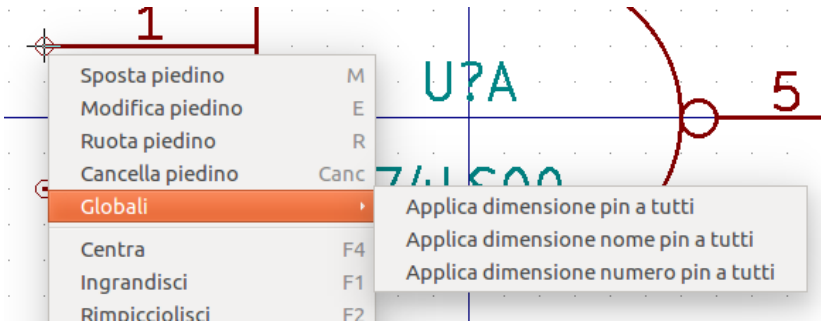 1
U?A
5
Sposta piedino M
Modifica piedino E
Ruota piedino R
Cancella piedino Canc
Globali
Applica dimensione pin a tutti
Applica dimensione nome pin a tutti
Applica dimensione numero pin a tutti
Centra F4
Ingrandisci F1
Rimpicciolisci F2